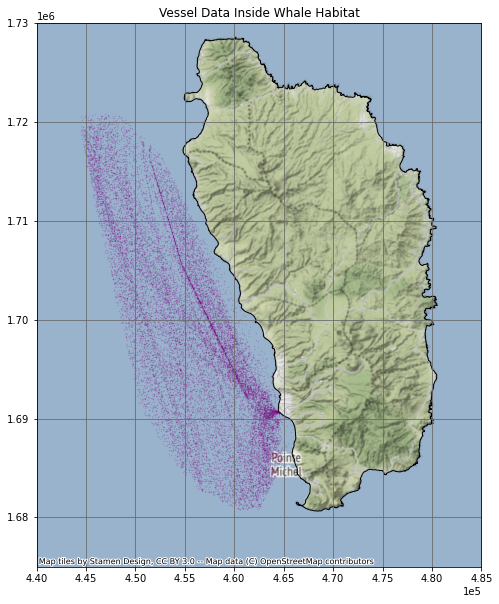 Vessel Data Inside Whale Habitat
1e6
1.73
1.72
1.71
1.70
1.69
1.68
Pointe
Michel
Map tiles by Stamen Design, CC BY 3.0 -- Map data (C) OpenStreetMap contributors
4.40 4.45 4.50 4.55 4.60 4.65 4.70 4.75 4.80 4.85
1e5